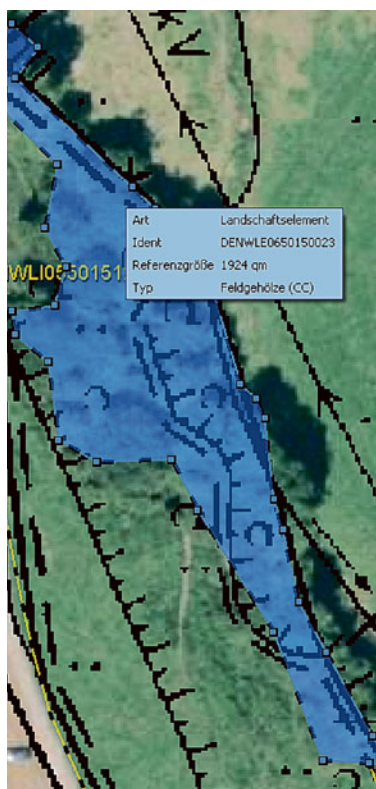 Art Landschaftselement
Ident DENWLE0650150023
Referenzgröße 1924 qm
Typ Feldgehölze (CC)